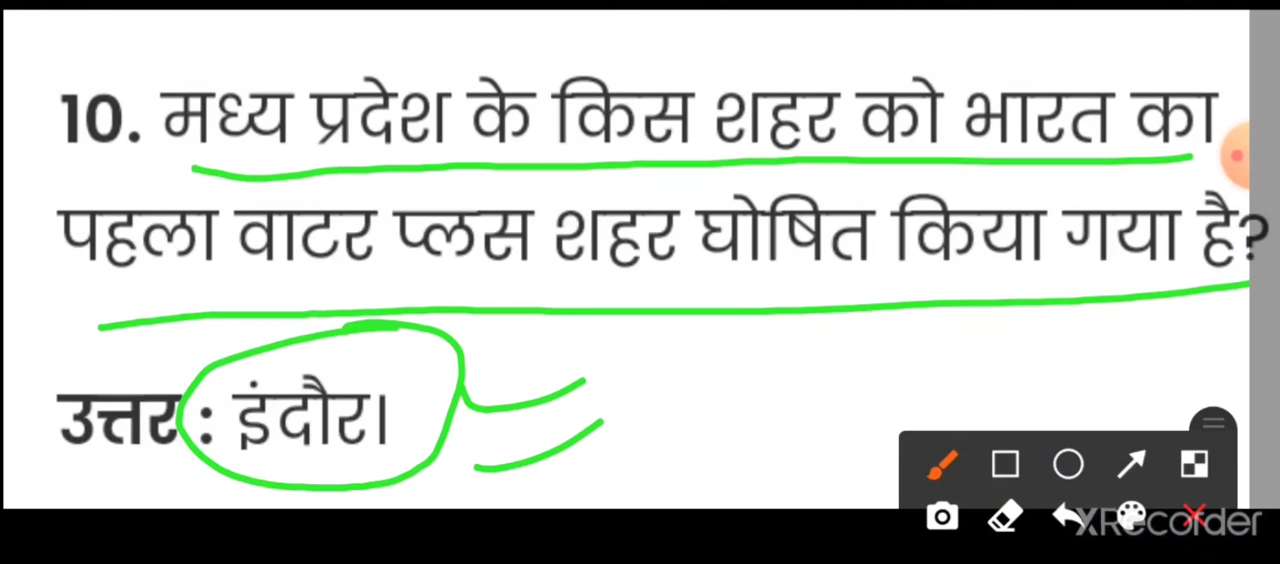 10. मध्य प्रदेश के किस शहर को भारत का
पहला वाटर प्लस शहर घोषित किया गया है?
उत्तर : इंदौर।
XRecorder